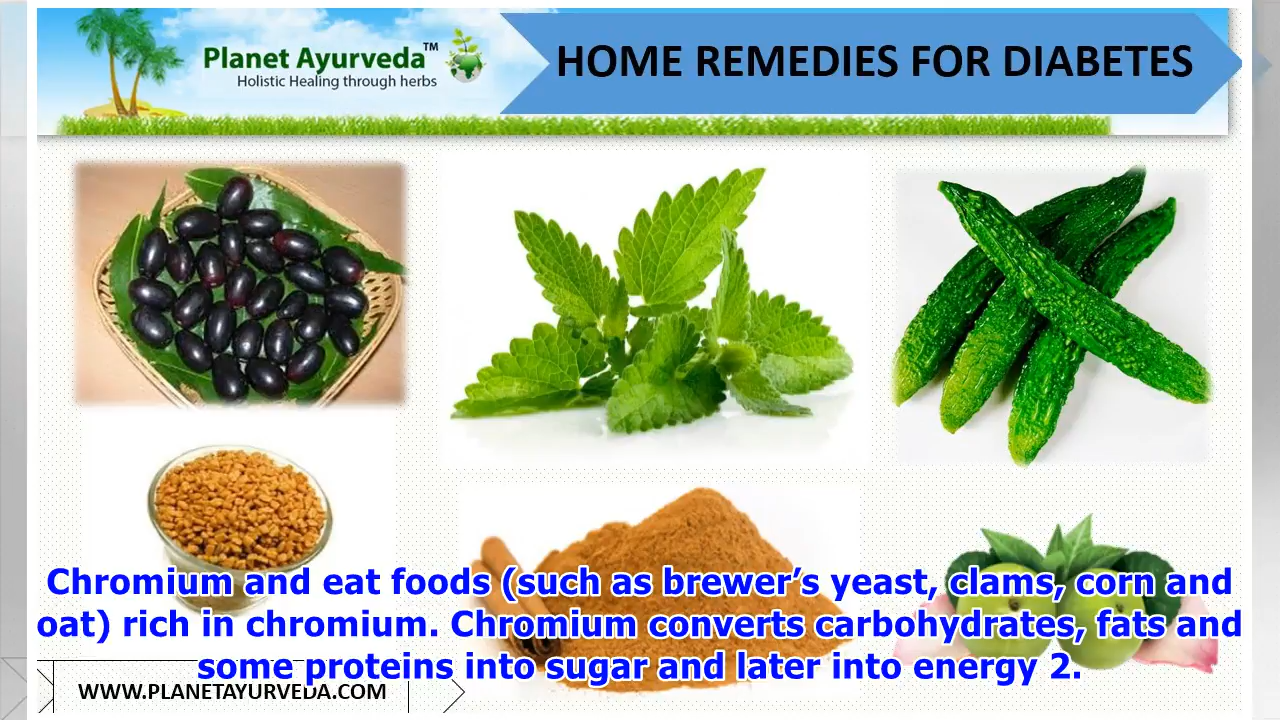 Planet Ayurveda™
Holistic Healing through herbs
HOME REMEDIES FOR DIABETES
Chromium and eat foods (such as brewer’s yeast, clams, corn and
oat) rich in chromium. Chromium converts carbohydrates, fats and
some proteins into sugar and later into energy 2.
WWW.PLANETAYURVEDA.COM